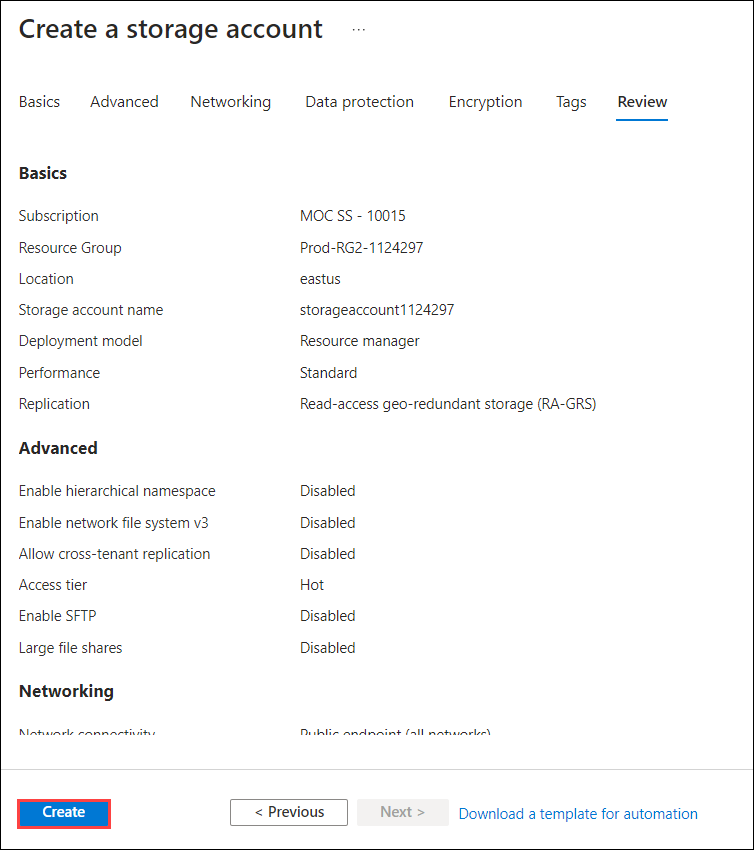 Create a storage account ...
Basics Advanced Networking Data protection Encryption Tags Review
Basics
Subscription MOC SS - 10015
Resource Group Prod-RG2-1124297
Location eastus
Storage account name storageaccount1124297
Deployment model Resource manager
Performance Standard
Replication Read-access geo-redundant storage (RA-GRS)
Advanced
Enable hierarchical namespace Disabled
Enable network file system v3 Disabled
Allow cross-tenant replication Disabled
Access tier Hot
Enable SFTP Disabled
Large file shares Disabled
Networking
Network connectivity Public endpoint (all networks)
Create < Previous Next > Download a template for automation